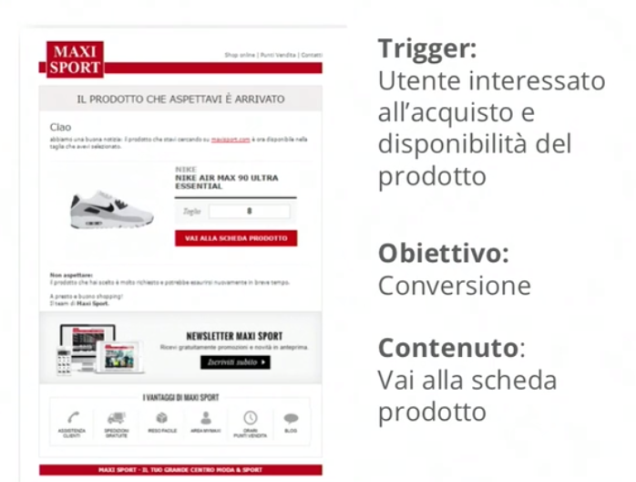 MAXI
SPORT
Shop online | Punti Vendita | Contatti
IL PRODOTTO CHE ASPETTAVI È ARRIVATO
Ciao
abbiamo una buona notizia: il prodotto che stavi cercando su maxisport.com è ora disponibile nella
taglia che avevi selezionato.
NIKE
NIKE AIR MAX 90 ULTRA
ESSENTIAL
Taglia
8
VAI ALLA SCHEDA PRODOTTO
Non aspettare:
il prodotto che hai scelto è molto richiesto e potrebbe esaurirsi nuovamente in breve tempo.
A presto e buono shopping!
Il team di Maxi Sport.
NEWSLETTER MAXI SPORT
Ricevi gratuitamente promozioni e novità in anteprima.
Iscriviti subito
I VANTAGGI DI MAXI SPORT
ASSISTENZA
CLIENTI
SPEDIZIONI
GRATUITE
RESO FACILE
AREA MYMAXI
ORARI
PUNTI VENDITA
BLOG
MAXI SPORT - IL TUO GRANDE CENTRO MODA & SPORT
Trigger:
Utente interessato
all'acquisto e
disponibilità del
prodotto
Obiettivo:
Conversione
Contenuto:
Vai alla scheda
prodotto